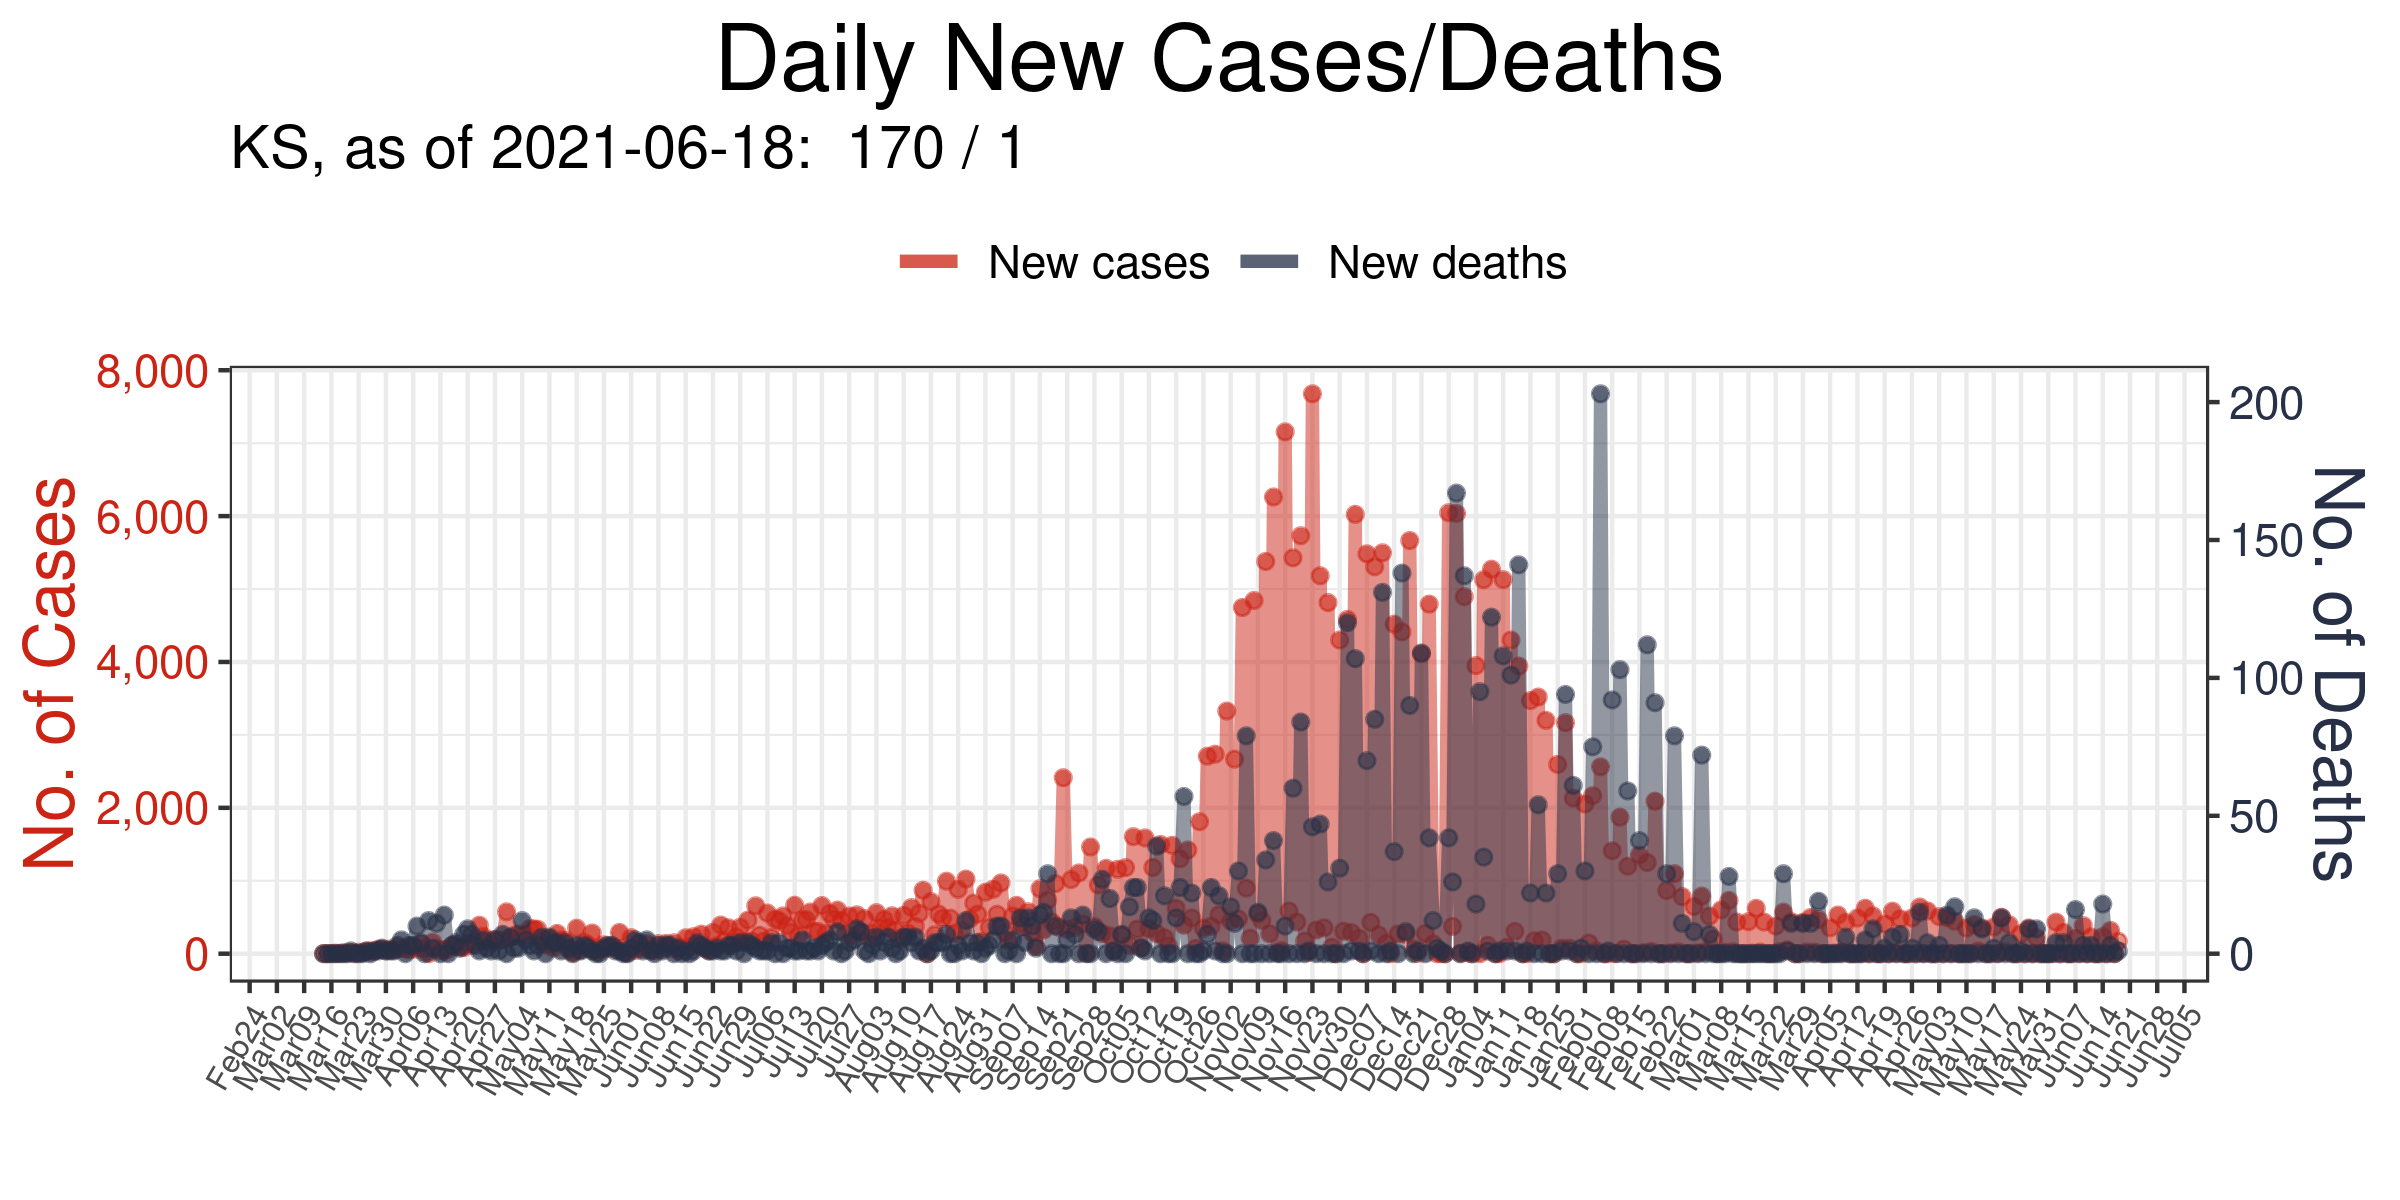 Daily New Cases/Deaths
KS, as of 2021-06-18:  170 / 1
New cases New deaths
8,000
6,000
4,000
2,000
0
No. of Cases
200
150
100
50
0
No. of Deaths
Feb24 Mar02 Mar09 Mar16 Mar23 Mar30 Apr06 Apr13 Apr20 Apr27 May04 May11 May18 May25 Jun01 Jun08 Jun15 Jun22 Jun29 Jul06 Jul13 Jul20 Jul27 Aug03 Aug10 Aug17 Aug24 Aug31 Sep07 Sep14 Sep21 Sep28 Oct05 Oct12 Oct19 Oct26 Nov02 Nov09 Nov16 Nov23 Nov30 Dec07 Dec14 Dec21 Dec28 Jan04 Jan11 Jan18 Jan25 Feb01 Feb08 Feb15 Feb22 Mar01 Mar08 Mar15 Mar22 Mar29 Apr05 Apr12 Apr19 Apr26 May03 May10 May17 May24 May31 Jun07 Jun14 Jun21 Jun28 Jul05